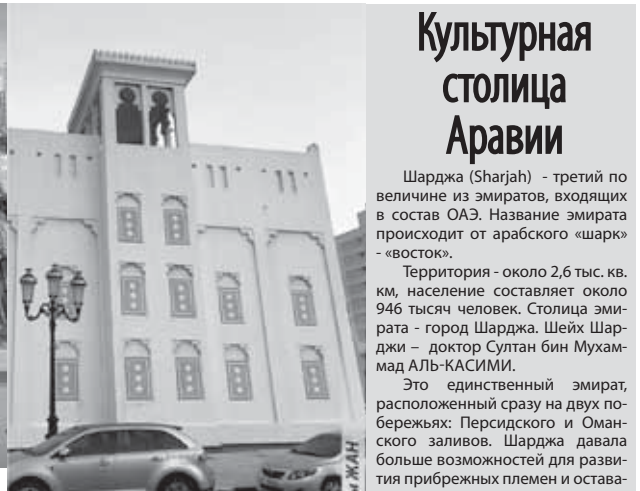 Культурная
столица
Аравии
Шарджа (Sharjah) - третий по
величине из эмиратов, входящих
в состав ОАЭ. Название эмирата
происходит от арабского «шарк»
- «восток».
Территория - около 2,6 тыс. кв.
км, население составляет около
946 тысяч человек. Столица эми-
рата - город Шарджа. Шейх Шар-
джи – доктор Султан бин Мухам-
мад АЛЬ-КАСИМИ.
Это единственный эмират,
расположенный сразу на двух по-
бережьях: Персидского и Оман-
ского заливов. Шарджа давала
больше возможностей для разви-
тия прибрежных племен и остава-
ЖАН